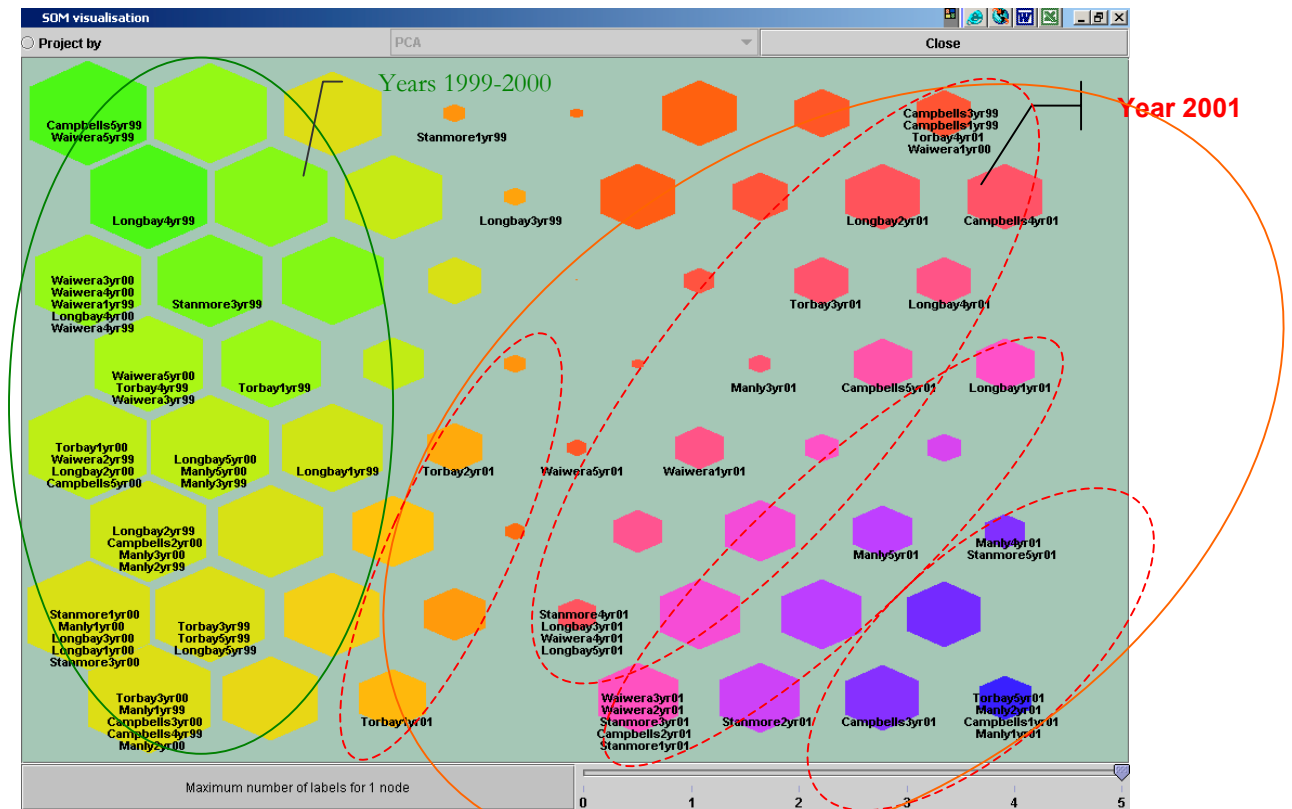 SOM visualisation
Project by
PCA
Close
Years 1999-2000
Year 2001
Campbells5yr99
Waiwera5yr99
Stanmore1yr99
Campbells3yr99
Campbells1yr99
Torbay4yr01
Waiwera1yr00
Longbay4yr99
Longbay3yr99
Longbay2yr01
Campbells4yr01
Waiwera3yr00
Waiwera4yr00
Waiwera1yr99
Longbay4yr00
Waiwera4yr99
Stanmore3yr99
Torbay3yr01
Longbay4yr01
Waiwera5yr00
Torbay4yr99
Waiwera3yr99
Torbay1yr99
Manly3yr01
Campbells5yr01
Longbay1yr01
Torbay1yr00
Waiwera2yr99
Longbay2yr00
Campbells5yr00
Longbay5yr00
Manly5yr00
Manly3yr99
Longbay1yr99
Torbay2yr01
Waiwera5yr01
Waiwera1yr01
Longbay2yr99
Campbells2yr00
Manly3yr00
Manly2yr99
Manly5yr01
Manly4yr01
Stanmore5yr01
Stanmore1yr00
Manly1yr00
Longbay3yr00
Longbay1yr00
Stanmore3yr00
Torbay3yr99
Torbay5yr99
Longbay5yr99
Stanmore4yr01
Longbay3yr01
Waiwera4yr01
Longbay5yr01
Torbay3yr00
Manly1yr99
Campbells3yr00
Campbells4yr99
Manly2yr00
Torbay1yr01
Waiwera3yr01
Waiwera2yr01
Stanmore3yr01
Campbells2yr01
Stanmore1yr01
Stanmore2yr01
Campbells3yr01
Torbay5yr01
Manly2yr01
Campbells1yr01
Manly1yr01
Maximum number of labels for 1 node
0 1 2 3 4 5